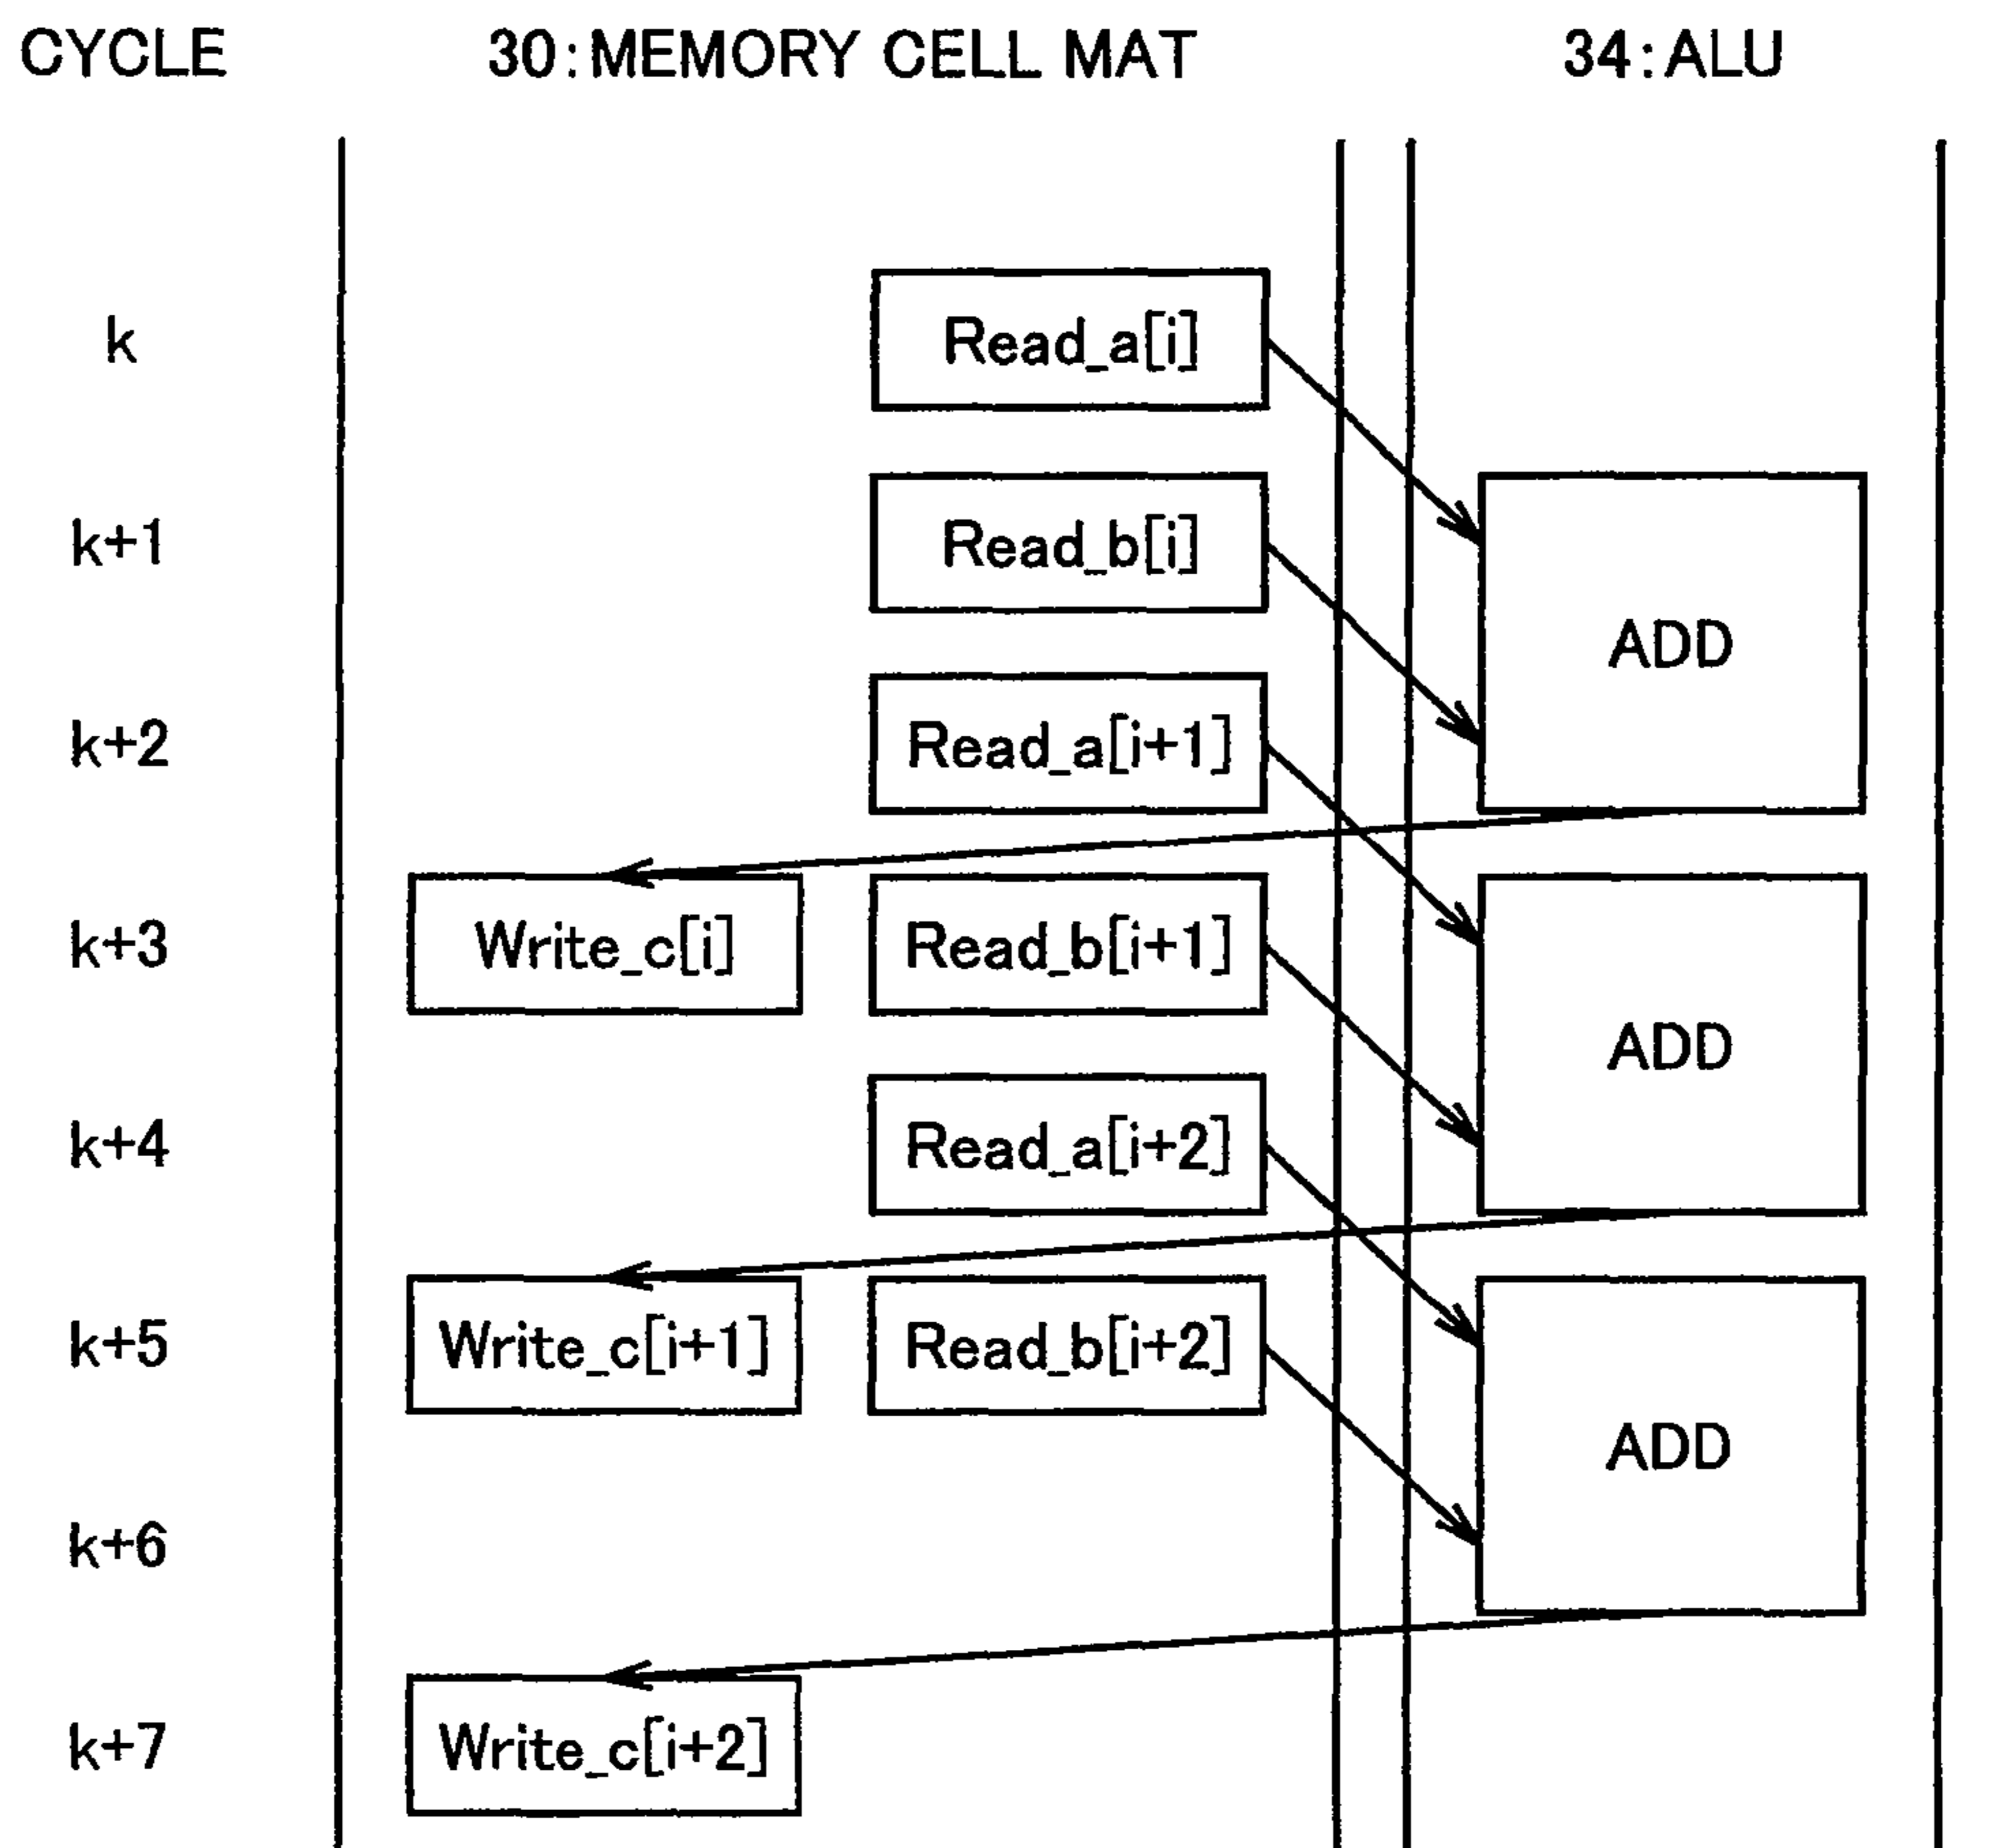 CYCLE 30:MEMORY CELL MAT 34:ALU
k Read_a[i]
k+1 Read_b[i]
ADD
k+2 Read_a[i+1]
k+3 Write_c[i] Read_b[i+1]
ADD
k+4 Read_a[i+2]
k+5 Write_c[i+1] Read_b[i+2]
ADD
k+6
k+7 Write_c[i+2]